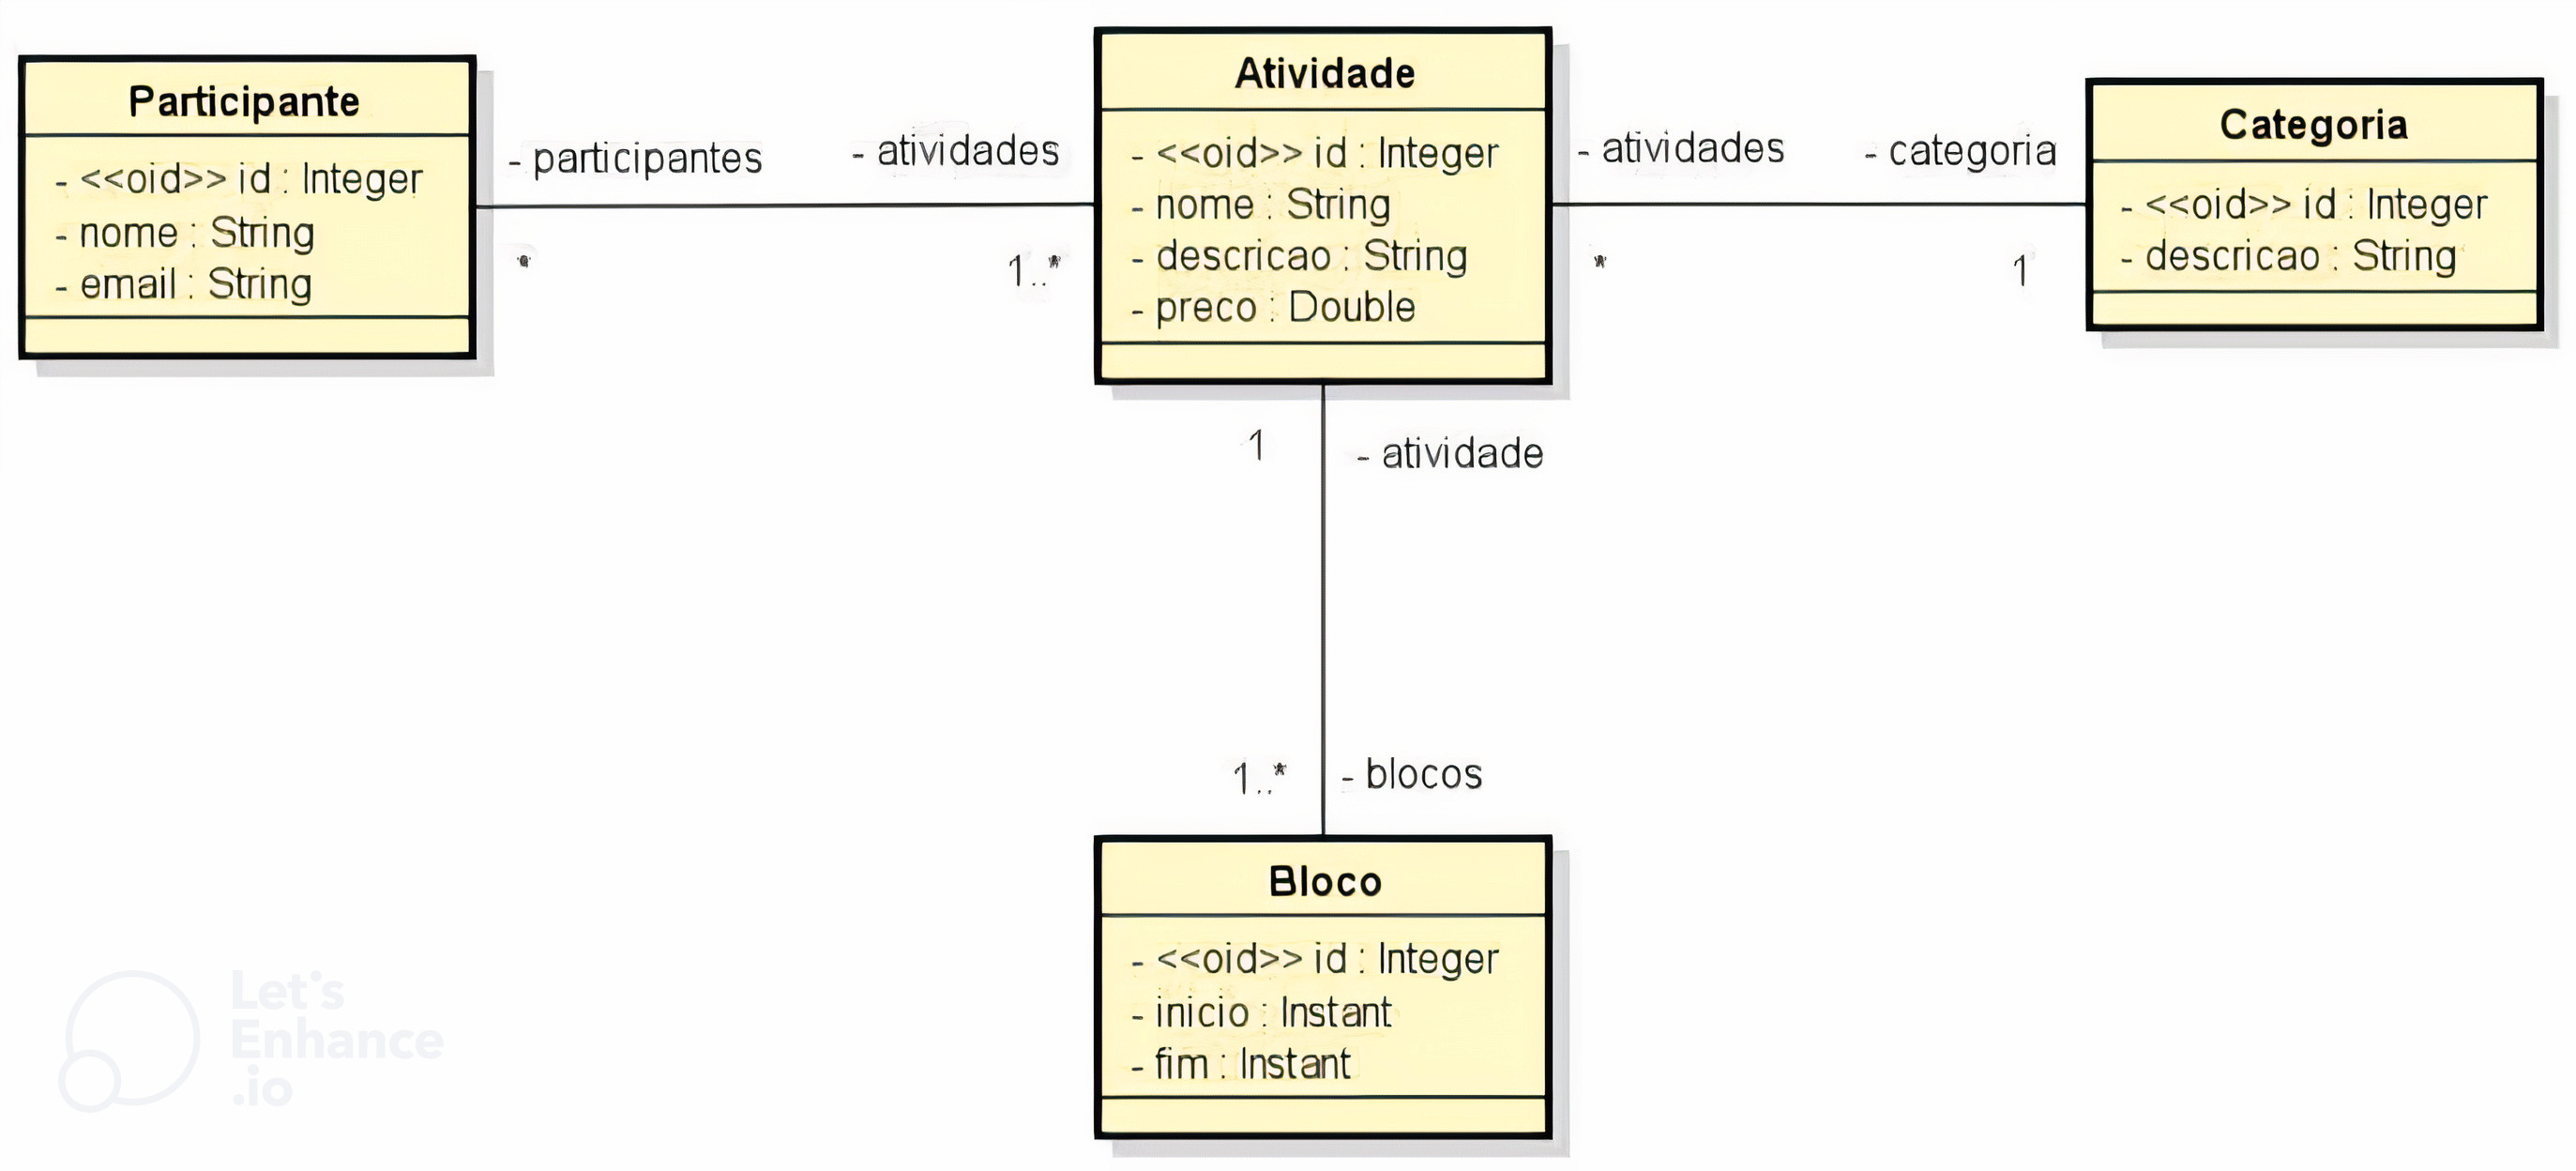 Participante
- <<oid>> id : Integer
- nome : String
- email : String
- participantes
*
- atividades
1..*
Atividade
- <<oid>> id : Integer
- nome : String
- descricao : String
- preco : Double
- atividades
*
- categoria
1
Categoria
- <<oid>> id : Integer
- descricao : String
1
- atividade
1..*
- blocos
Bloco
- <<oid>> id : Integer
- inicio : Instant
- fim : Instant
Let's
Enhance
.io